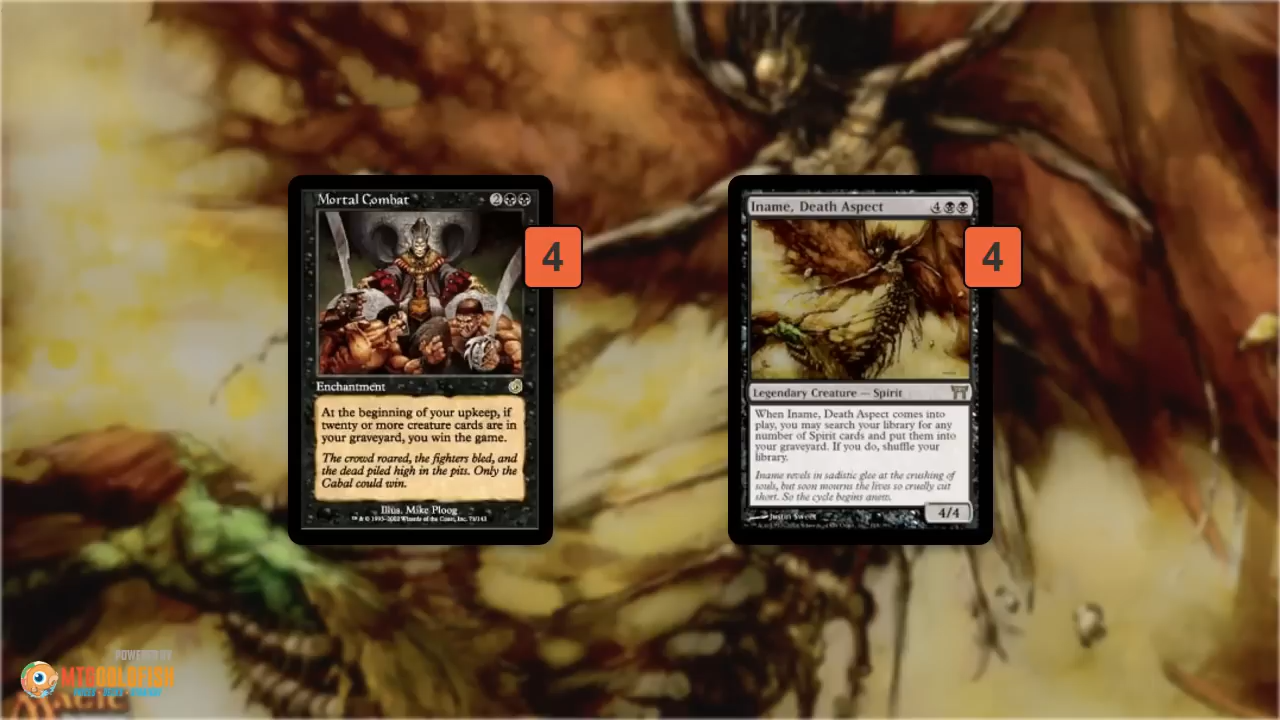 Mortal Combat
4
Enchantment
At the beginning of your upkeep, if
twenty or more creature cards are in
your graveyard, you win the game.
The crowd roared, the fighters bled, and
the dead piled high in the pits. Only the
Cabal could win.
Illus. Mike Ploog
Iname, Death Aspect
4
4
Legendary Creature — Spirit
When Iname, Death Aspect comes into
play, you may search your library for any
number of Spirit cards and put them into
your graveyard. If you do, shuffle your
library.
Iname revels in sadistic glee at the crushing of
souls, but soon mourns the lives so cruelly cut
short. So the cycle begins anew.
4/4
Justin Sweet
POWERED BY
MTGGOLDFISH